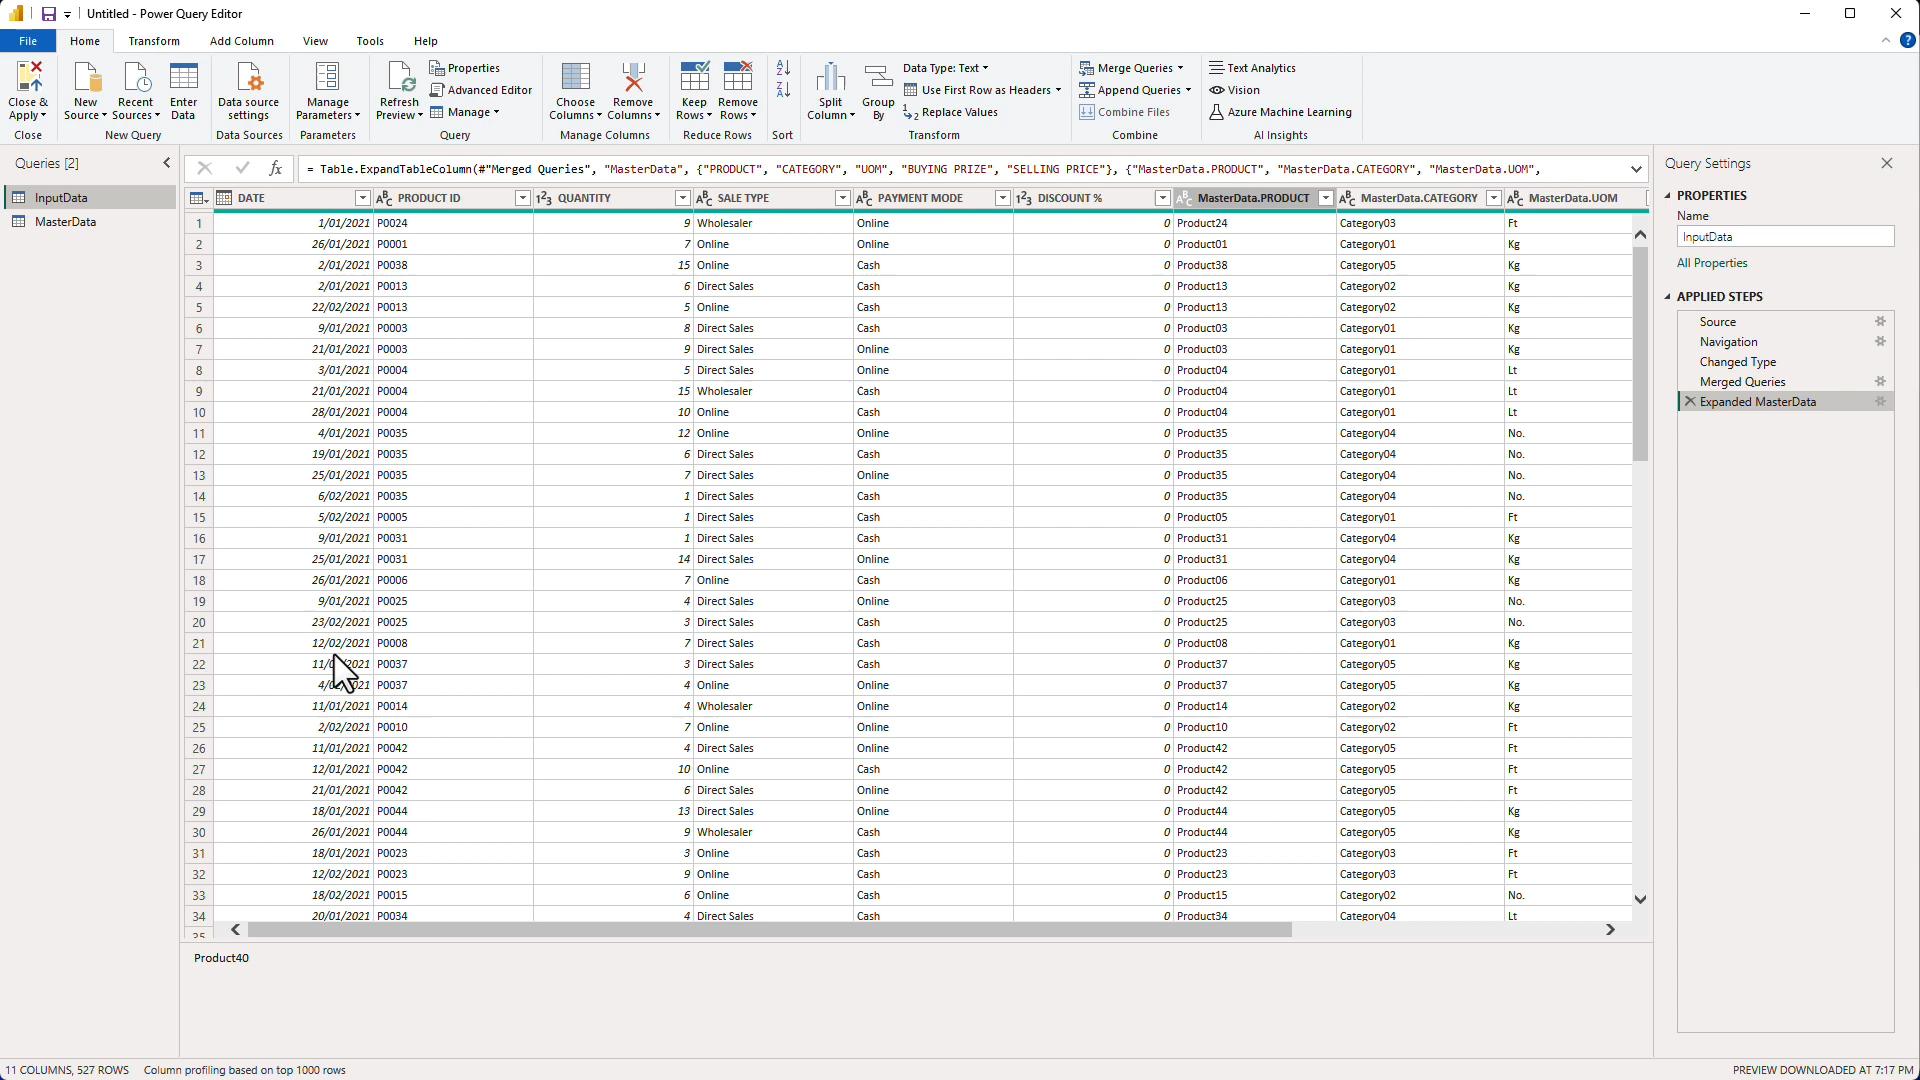 Untitled - Power Query Editor
File Home Transform Add Column View Tools Help
Close & Apply
New Source
Recent Sources
Enter Data
Data source settings
Manage Parameters
Refresh Preview
Properties
Advanced Editor
Manage
Choose Columns
Remove Columns
Keep Rows
Remove Rows
Split Column
Group By
Data Type: Text
Use First Row as Headers
Replace Values
Merge Queries
Append Queries
Combine Files
Text Analytics
Vision
Azure Machine Learning
Close New Query Data Sources Parameters Query Manage Columns Reduce Rows Sort Transform Combine AI Insights
Queries [2]
InputData
MasterData
fx
= Table.ExpandTableColumn(#"Merged Queries", "MasterData", {"PRODUCT", "CATEGORY", "UOM", "BUYING PRIZE", "SELLING PRICE"}, {"MasterData.PRODUCT", "MasterData.CATEGORY", "MasterData.UOM",
DATE PRODUCT ID QUANTITY SALE TYPE PAYMENT MODE DISCOUNT % MasterData.PRODUCT MasterData.CATEGORY MasterData.UOM
1 1/01/2021 P0024 9 Wholesaler Online 0 Product24 Category03 Ft
2 26/01/2021 P0001 7 Online Online 0 Product01 Category01 Kg
3 2/01/2021 P0038 15 Online Cash 0 Product38 Category05 Kg
4 2/01/2021 P0013 6 Direct Sales Cash 0 Product13 Category02 Kg
5 22/02/2021 P0013 5 Online Cash 0 Product13 Category02 Kg
6 9/01/2021 P0003 8 Direct Sales Cash 0 Product03 Category01 Kg
7 21/01/2021 P0003 9 Direct Sales Online 0 Product03 Category01 Kg
8 3/01/2021 P0004 5 Direct Sales Online 0 Product04 Category01 Lt
9 21/01/2021 P0004 15 Wholesaler Cash 0 Product04 Category01 Lt
10 28/01/2021 P0004 10 Online Cash 0 Product04 Category01 Lt
11 4/01/2021 P0035 12 Online Online 0 Product35 Category04 No.
12 19/01/2021 P0035 6 Direct Sales Cash 0 Product35 Category04 No.
13 25/01/2021 P0035 7 Direct Sales Online 0 Product35 Category04 No.
14 6/02/2021 P0035 1 Direct Sales Cash 0 Product35 Category04 No.
15 5/02/2021 P0005 1 Direct Sales Cash 0 Product05 Category01 Ft
16 9/01/2021 P0031 1 Direct Sales Cash 0 Product31 Category04 Kg
17 25/01/2021 P0031 14 Direct Sales Online 0 Product31 Category04 Kg
18 26/01/2021 P0006 7 Online Cash 0 Product06 Category01 Kg
19 9/01/2021 P0025 4 Direct Sales Online 0 Product25 Category03 No.
20 23/02/2021 P0025 3 Direct Sales Cash 0 Product25 Category03 No.
21 12/02/2021 P0008 7 Direct Sales Cash 0 Product08 Category01 Kg
22 P0037 3 Direct Sales Cash 0 Product37 Category05 Kg
23 P0037 4 Online Online 0 Product37 Category05 Kg
24 11/01/2021 P0014 4 Wholesaler Online 0 Product14 Category02 Kg
25 2/02/2021 P0010 7 Online Online 0 Product10 Category02 Ft
26 11/01/2021 P0042 4 Direct Sales Online 0 Product42 Category05 Ft
27 12/01/2021 P0042 10 Online Cash 0 Product42 Category05 Ft
28 21/01/2021 P0042 6 Direct Sales Online 0 Product42 Category05 Ft
29 18/01/2021 P0044 13 Direct Sales Online 0 Product44 Category05 Kg
30 26/01/2021 P0044 9 Wholesaler Cash 0 Product44 Category05 Kg
31 18/01/2021 P0023 3 Online Cash 0 Product23 Category03 Ft
32 12/02/2021 P0023 9 Online Cash 0 Product23 Category03 Ft
33 18/02/2021 P0015 6 Online Cash 0 Product15 Category02 No.
34 20/01/2021 P0034 4 Direct Sales Cash 0 Product34 Category04 Lt
35
Product40
Query Settings
PROPERTIES
Name
InputData
All Properties
APPLIED STEPS
Source
Navigation
Changed Type
Merged Queries
Expanded MasterData
11 COLUMNS, 527 ROWS Column profiling based on top 1000 rows
PREVIEW DOWNLOADED AT 7:17 PM